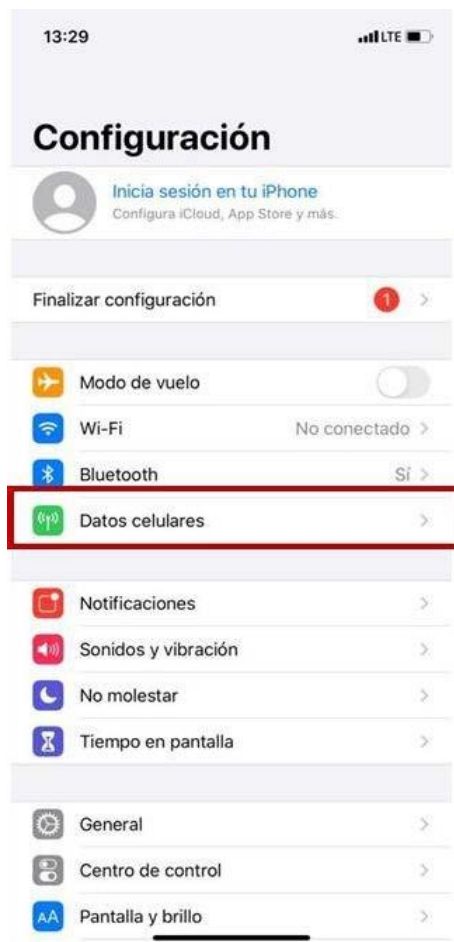 13:29 LTE
Configuración
Inicia sesión en tu iPhone
Configura iCloud, App Store y más.
Finalizar configuración 1
Modo de vuelo
Wi-Fi No conectado
Bluetooth Sí
Datos celulares
Notificaciones
Sonidos y vibración
No molestar
Tiempo en pantalla
General
Centro de control
AA Pantalla y brillo